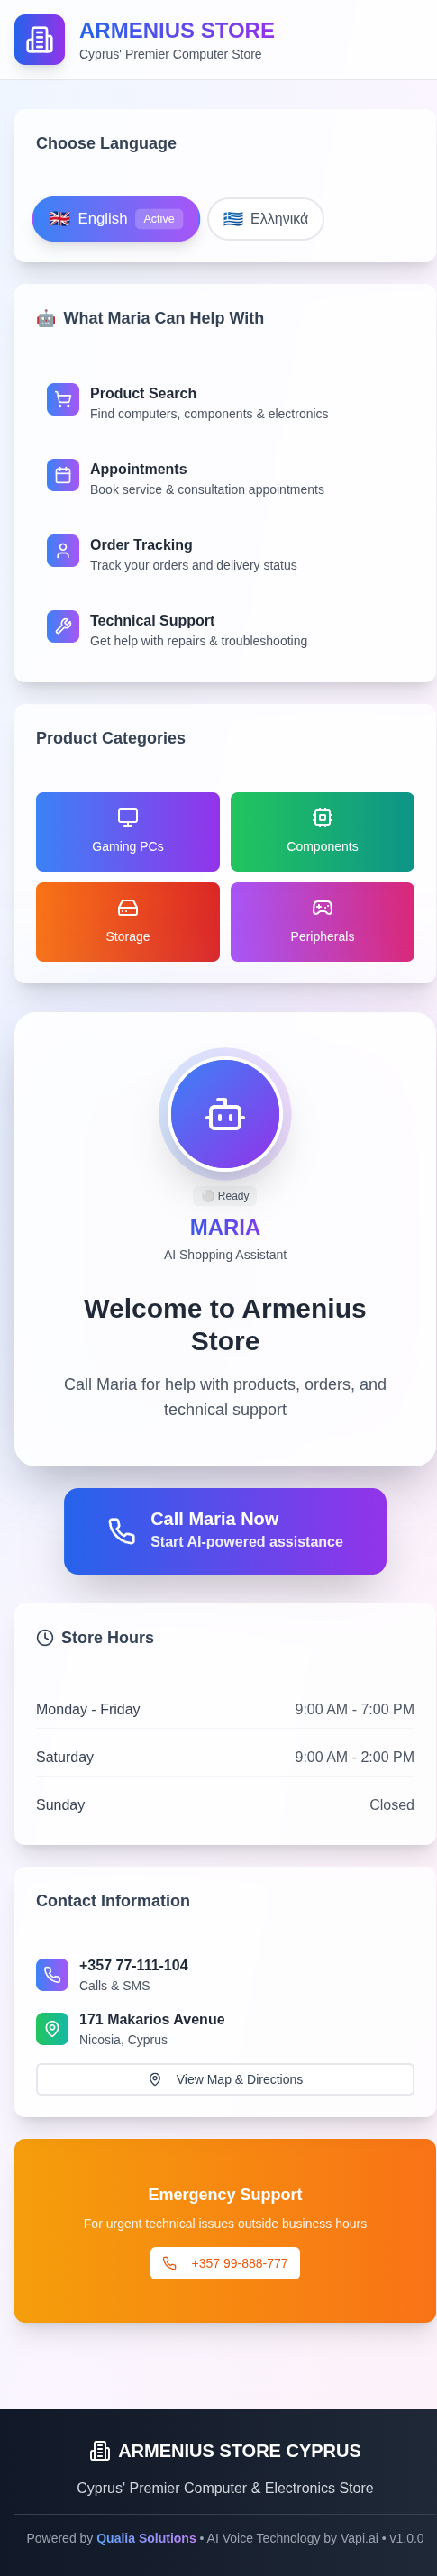 ARMENIUS STORE
Cyprus' Premier Computer Store
Choose Language
English Active
Ελληνικά
What Maria Can Help With
Product Search
Find computers, components & electronics
Appointments
Book service & consultation appointments
Order Tracking
Track your orders and delivery status
Technical Support
Get help with repairs & troubleshooting
Product Categories
Gaming PCs
Components
Storage
Peripherals
Ready
MARIA
AI Shopping Assistant
Welcome to Armenius
Store
Call Maria for help with products, orders, and
technical support
Call Maria Now
Start AI-powered assistance
Store Hours
Monday - Friday 9:00 AM - 7:00 PM
Saturday 9:00 AM - 2:00 PM
Sunday Closed
Contact Information
+357 77-111-104
Calls & SMS
171 Makarios Avenue
Nicosia, Cyprus
View Map & Directions
Emergency Support
For urgent technical issues outside business hours
+357 99-888-777
ARMENIUS STORE CYPRUS
Cyprus' Premier Computer & Electronics Store
Powered by Qualia Solutions • AI Voice Technology by Vapi.ai • v1.0.0